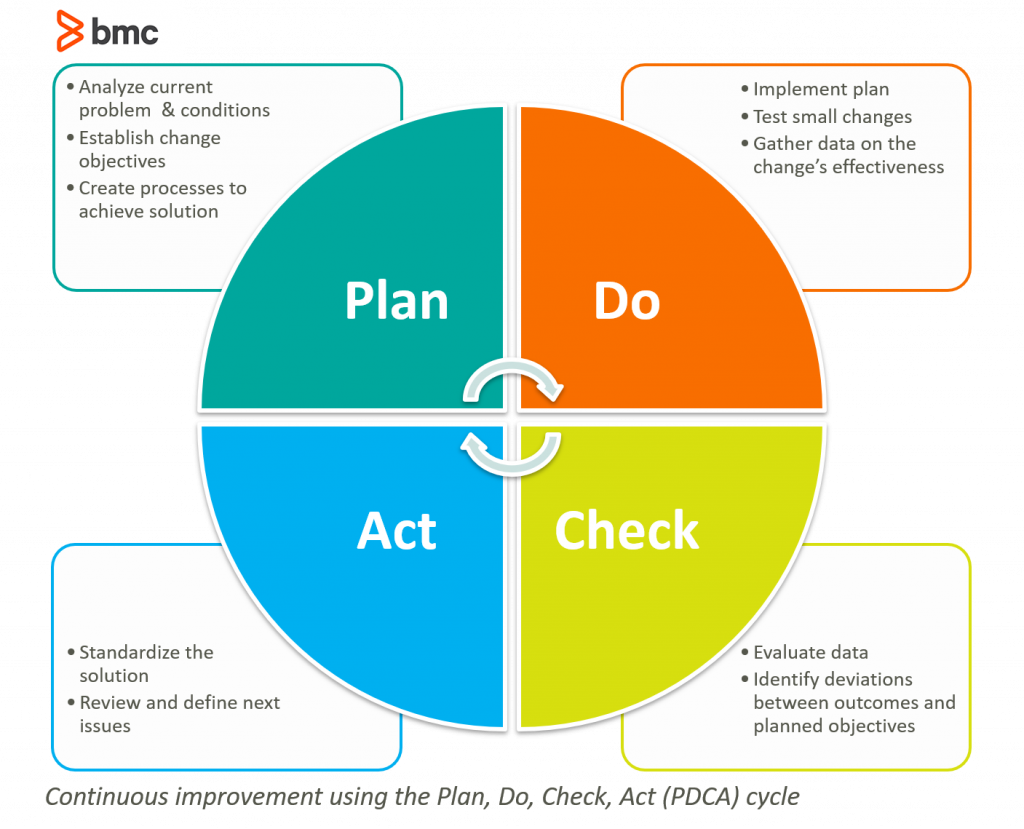 bmc
• Analyze current
problem & conditions
• Establish change
objectives
• Create processes to
achieve solution
• Implement plan
• Test small changes
• Gather data on the
change’s effectiveness
Plan
Do
Act
Check
• Standardize the
solution
• Review and define next
issues
• Evaluate data
• Identify deviations
between outcomes and
planned objectives
Continuous improvement using the Plan, Do, Check, Act (PDCA) cycle